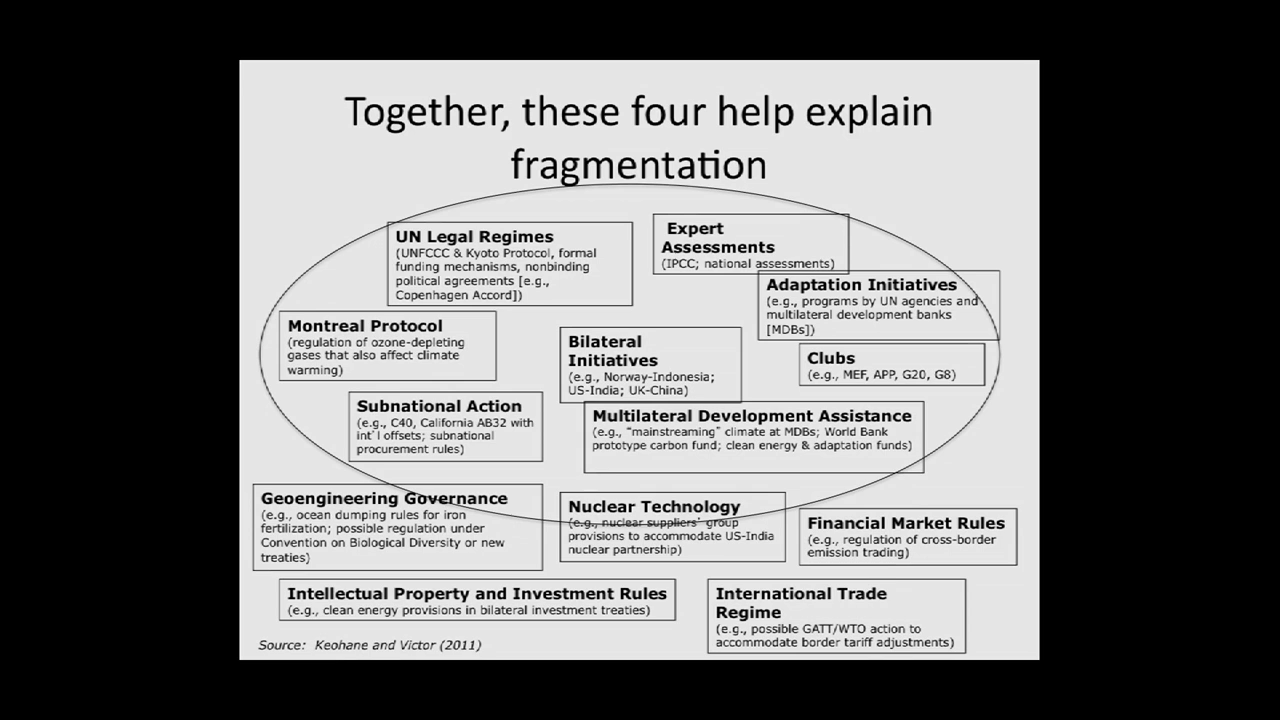 Together, these four help explain
fragmentation
UN Legal Regimes
(UNFCCC & Kyoto Protocol, formal
funding mechanisms, nonbinding
political agreements [e.g.,
Copenhagen Accord])
Expert
Assessments
(IPCC; national assessments)
Adaptation Initiatives
(e.g., programs by UN agencies and
multilateral development banks
[MDBs])
Montreal Protocol
(regulation of ozone-depleting
gases that also affect climate
warming)
Bilateral
Initiatives
(e.g., Norway-Indonesia;
US-India; UK-China)
Clubs
(e.g., MEF, APP, G20, G8)
Subnational Action
(e.g., C40, California AB32 with
int'l offsets; subnational
procurement rules)
Multilateral Development Assistance
(e.g., "mainstreaming" climate at MDBs; World Bank
prototype carbon fund; clean energy & adaptation funds)
Geoengineering Governance
(e.g., ocean dumping rules for iron
fertilization; possible regulation under
Convention on Biological Diversity or new
treaties)
Nuclear Technology
(e.g., nuclear suppliers' group
provisions to accommodate US-India
nuclear partnership)
Financial Market Rules
(e.g., regulation of cross-border
emission trading)
Intellectual Property and Investment Rules
(e.g., clean energy provisions in bilateral investment treaties)
International Trade
Regime
(e.g., possible GATT/WTO action to
accommodate border tariff adjustments)
Source: Keohane and Victor (2011)